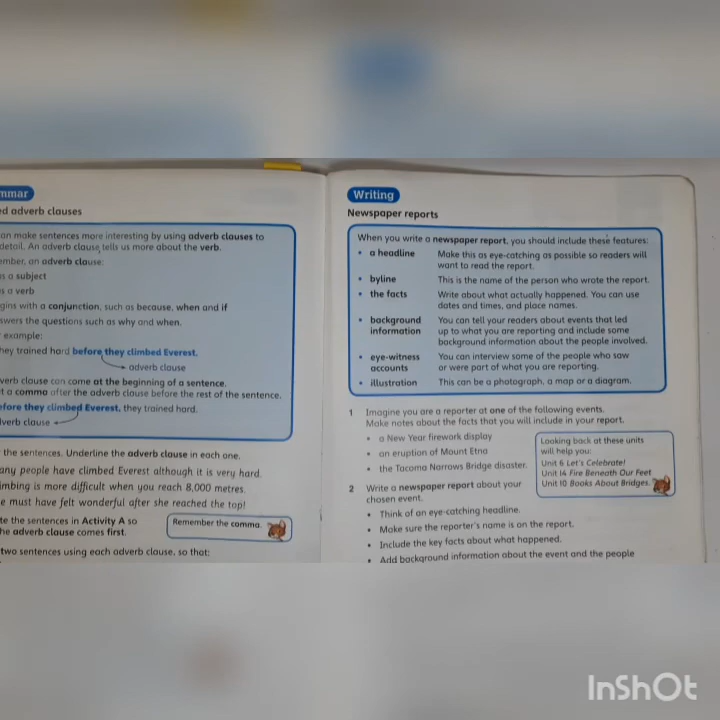 mmar
ed adverb clauses
an make sentences more interesting by using adverb clauses to
detail. An adverb clause tells us more about the verb.
ember, an adverb clause:
s a subject
s a verb
gins with a conjunction, such as because, when and if
swers the questions such as why and when.
example:
hey trained hard before they climbed Everest.
adverb clause
verb clause can come at the beginning of a sentence.
t a comma after the adverb clause before the rest of the sentence.
efore they climbed Everest, they trained hard.
verb clause
the sentences. Underline the adverb clause in each one.
any people have climbed Everest although it is very hard.
imbing is more difficult when you reach 8,000 metres.
e must have felt wonderful after she reached the top!
te the sentences in Activity A so
he adverb clause comes first.
Remember the comma.
two sentences using each adverb clause, so that:
Writing
Newspaper reports
When you write a newspaper report, you should include these features:
• a headline Make this as eye-catching as possible so readers will
want to read the report.
• byline This is the name of the person who wrote the report.
• the facts Write about what actually happened. You can use
dates and times, and place names.
• background You can tell your readers about events that led
information up to what you are reporting and include some
background information about the people involved.
• eye-witness You can interview some of the people who saw
accounts or were part of what you are reporting.
• illustration This can be a photograph, a map or a diagram.
1 Imagine you are a reporter at one of the following events.
Make notes about the facts that you will include in your report.
• a New Year firework display
• an eruption of Mount Etna
• the Tacoma Narrows Bridge disaster.
Looking back at these units
will help you:
Unit 6 Let's Celebrate!
Unit 14 Fire Beneath Our Feet
Unit 10 Books About Bridges.
2 Write a newspaper report about your
chosen event.
• Think of an eye-catching headline.
• Make sure the reporter's name is on the report.
• Include the key facts about what happened.
• Add background information about the event and the people
InShOt